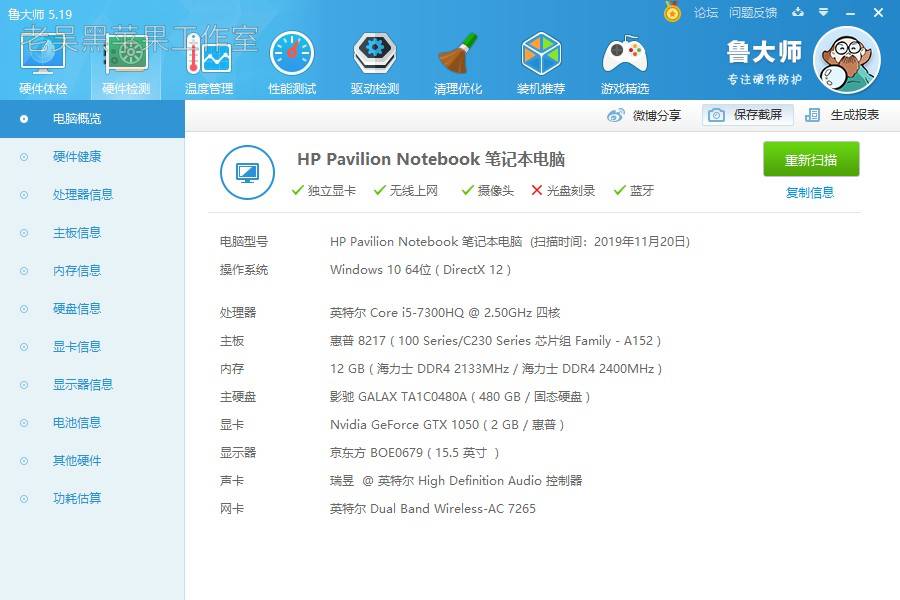 鲁大师 5.19
论坛 问题反馈
老吴黑苹果工作室
硬件体检 硬件检测 温度管理 性能测试 驱动检测 清理优化 装机推荐 游戏精选
鲁大师
专注硬件防护
微博分享 保存截屏 生成报表
电脑概览
硬件健康
处理器信息
主板信息
内存信息
硬盘信息
显卡信息
显示器信息
电池信息
其他硬件
功耗估算
HP Pavilion Notebook 笔记本电脑
独立显卡 无线上网 摄像头 光盘刻录 蓝牙
重新扫描
复制信息
电脑型号 HP Pavilion Notebook 笔记本电脑 (扫描时间：2019年11月20日)
操作系统 Windows 10 64位 ( DirectX 12 )
处理器 英特尔 Core i5-7300HQ @ 2.50GHz 四核
主板 惠普 8217 ( 100 Series/C230 Series 芯片组 Family - A152 )
内存 12 GB ( 海力士 DDR4 2133MHz / 海力士 DDR4 2400MHz )
主硬盘 影驰 GALAX TA1C0480A ( 480 GB / 固态硬盘 )
显卡 Nvidia GeForce GTX 1050 ( 2 GB / 惠普 )
显示器 京东方 BOE0679 ( 15.5 英寸 )
声卡 瑞昱 @ 英特尔 High Definition Audio 控制器
网卡 英特尔 Dual Band Wireless-AC 7265